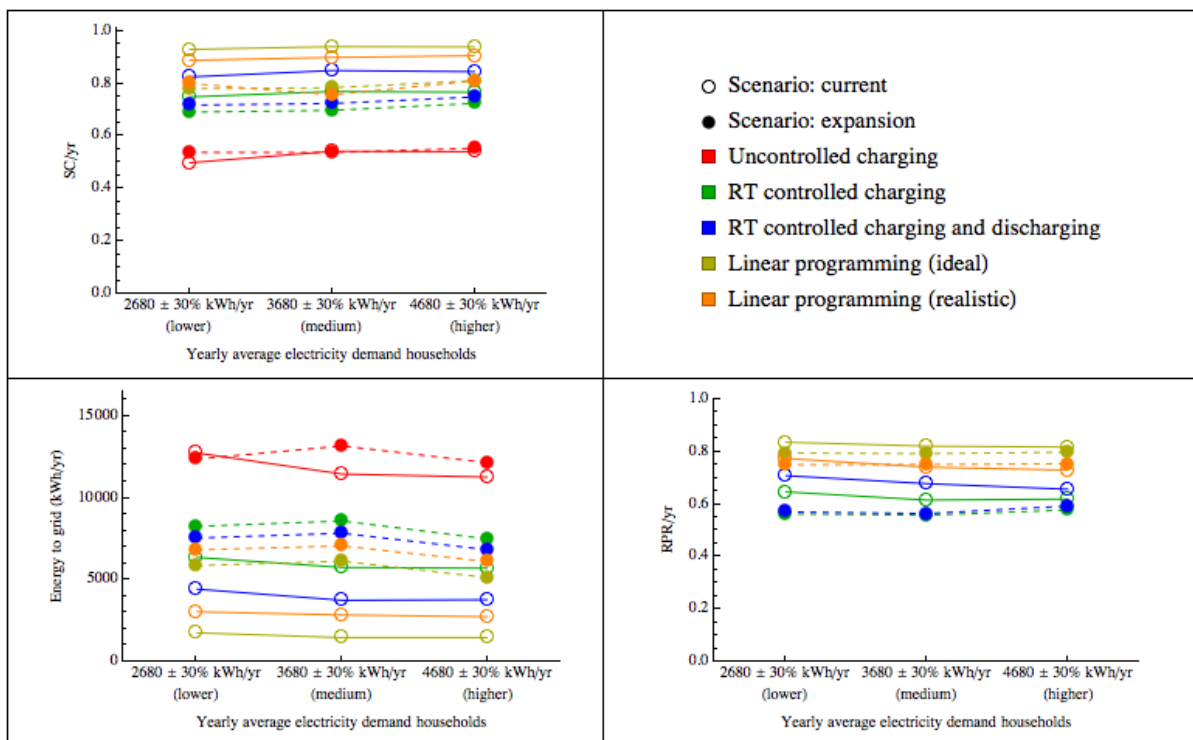 1.0
0.8
0.6
0.4
0.2
0.0
SC/yr
2680 ± 30% kWh/yr
(lower)
3680 ± 30% kWh/yr
(medium)
4680 ± 30% kWh/yr
(higher)
Yearly average electricity demand households
Scenario: current
Scenario: expansion
Uncontrolled charging
RT controlled charging
RT controlled charging and discharging
Linear programming (ideal)
Linear programming (realistic)
15000
10000
5000
0
Energy to grid (kWh/yr)
2680 ± 30% kWh/yr
(lower)
3680 ± 30% kWh/yr
(medium)
4680 ± 30% kWh/yr
(higher)
Yearly average electricity demand households
1.0
0.8
0.6
0.4
0.2
0.0
RPR/yr
2680 ± 30% kWh/yr
(lower)
3680 ± 30% kWh/yr
(medium)
4680 ± 30% kWh/yr
(higher)
Yearly average electricity demand households